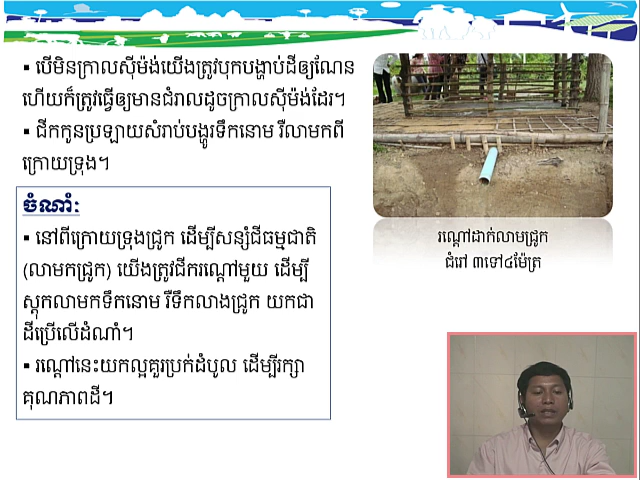 ▪ បើមិនក្រាលស៊ីម៉ង់យើងត្រូវបុកបង្ហាប់ដីឲ្យណែន
ហើយក៏ត្រូវធ្វើឲ្យមានជំរាលដូចក្រាលស៊ីម៉ង់ដែរ។
▪ ជីកកូនប្រឡាយសំរាប់បង្ហូរទឹកនោម រឺលាមកពី
ក្រោយទ្រុង។
ចំណាំ:
▪ នៅពីក្រោយទ្រុងជ្រូក ដើម្បីសន្សំជីធម្មជាតិ
(លាមកជ្រូក) យើងត្រូវជីករណ្តៅមួយ ដើម្បី
ស្តុកលាមកទឹកនោម រឺទឹកលាងជ្រូក យកជា
ដីប្រើលើដំណាំ។
▪ រណ្តៅនេះយកល្អគួរប្រក់ដំបូល ដើម្បីរក្សា
គុណភាពដី។
រណ្តៅដាក់លាមជ្រូក
ជំរៅ ៣ទៅ៤ម៉ែត្រ